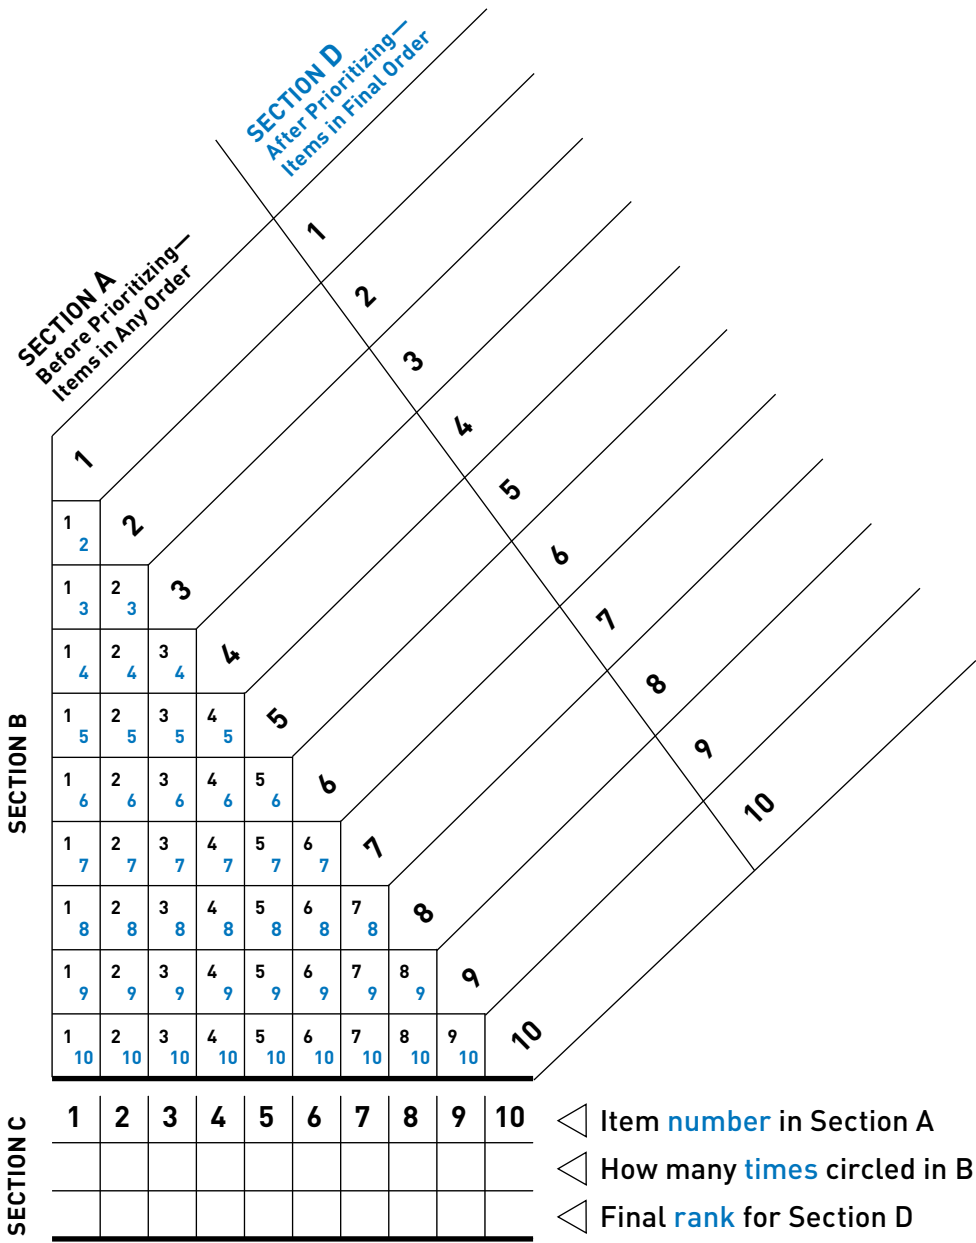 SECTION D
After Prioritizing—
Items in Final Order
SECTION A
Before Prioritizing—
Items in Any Order
1
2
3
4
5
6
7
8
9
10
1
1 2
2
1 3 2 3
3
1 4 2 4 3 4
4
1 5 2 5 3 5 4 5
5
1 6 2 6 3 6 4 6 5 6
6
1 7 2 7 3 7 4 7 5 7 6 7
7
1 8 2 8 3 8 4 8 5 8 6 8 7 8
8
1 9 2 9 3 9 4 9 5 9 6 9 7 9 8 9
9
1 10 2 10 3 10 4 10 5 10 6 10 7 10 8 10 9 10
10
SECTION B
SECTION C
1 2 3 4 5 6 7 8 9 10
Item number in Section A
How many times circled in B
Final rank for Section D